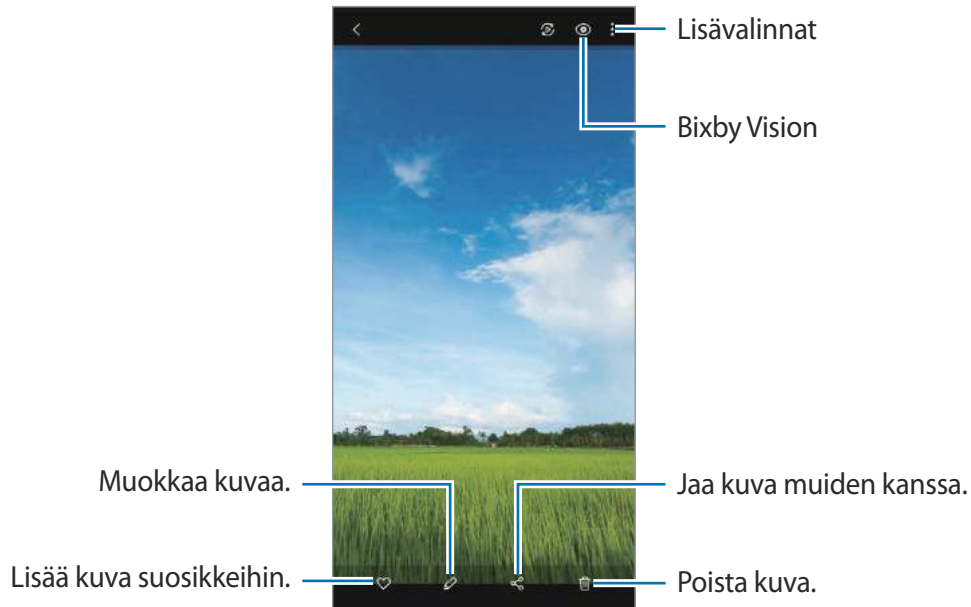 Lisävalinnat
Bixby Vision
Muokkaa kuvaa.
Jaa kuva muiden kanssa.
Lisää kuva suosikkeihin.
Poista kuva.